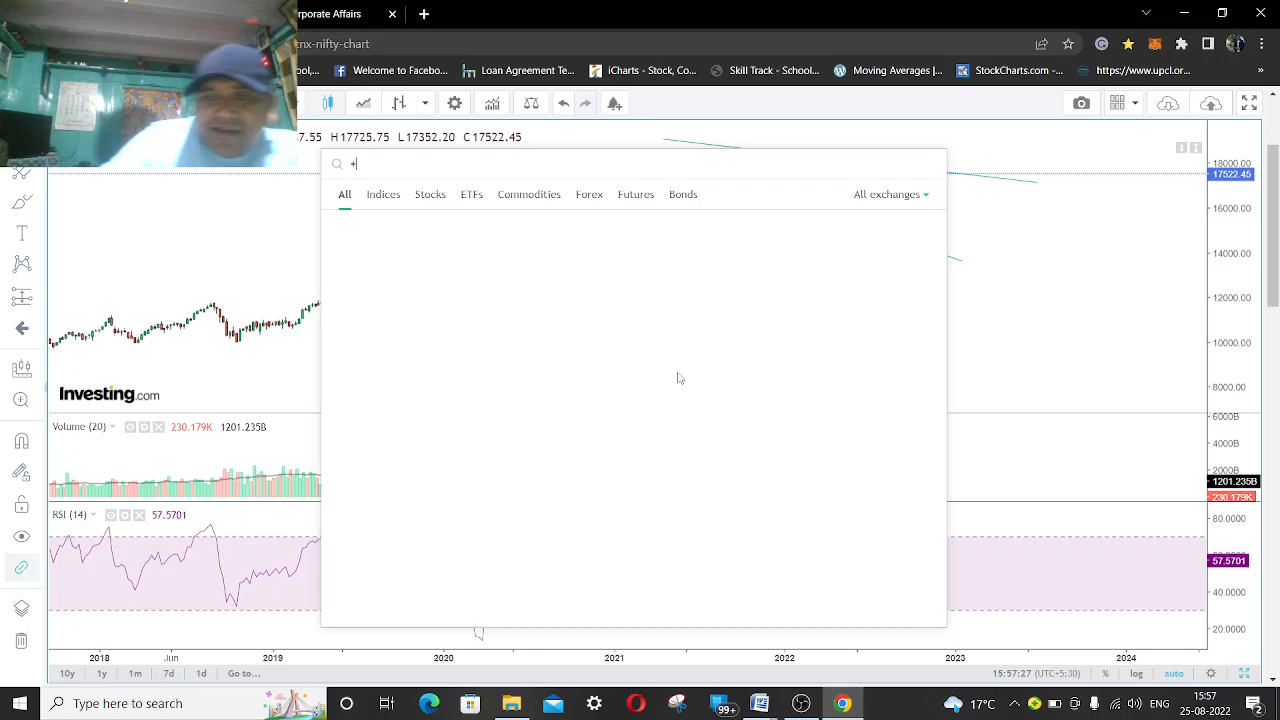 rporate Affairs
nx-nifty-chart
Welcome to Faceb...
Loan Agreement Te...
iCharts - Stock, Co...
Skill Track - School...
Moving Averages |...
StockCharts...
https://www.optio...
7.55 H17725.75 L17352.20 C17522.45
+
All Indices Stocks ETFs Commodities Forex Futures Bonds All exchanges
18000.00
17522.45
16000.00
14000.00
12000.00
10000.00
8000.00
Investing.com
Volume (20) 230.179K 1201.235B
6000B
4000B
2000B
1201.235B
230.179K
RSI (14) 57.5701
80.0000
57.5701
40.0000
20.0000
2018 Jun 2019 2020 2021 2022 2023 2024
10y 1y 1m 7d 1d Go to... 15:57:27 (UTC+5:30) % log auto
Type here to search
99+
17°C
ENG
15:57
25-08-2022
2